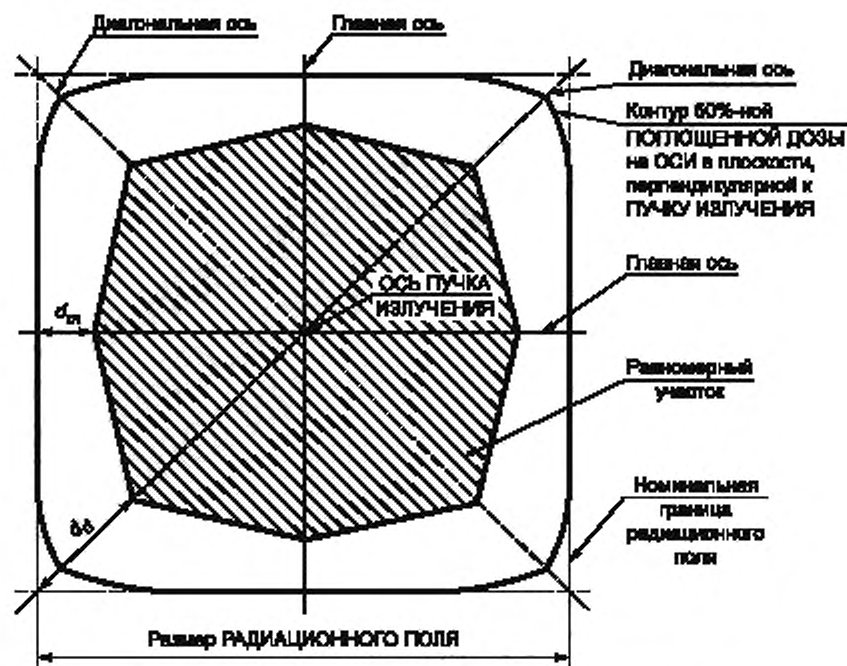 Диагональная ось
Главная ось
Диагональная ось
Контур 50%-ной
ПОГЛОЩЕННОЙ ДОЗЫ
на ОСИ в плоскости,
перпендикулярной к
ПУЧКУ ИЗЛУЧЕНИЯ
Главная ось
ОСЬ ПУЧКА
ИЗЛУЧЕНИЯ
dгл
Равномерный
участок
Номинальная
граница
радиационного
поля
Размер РАДИАЦИОННОГО ПОЛЯ